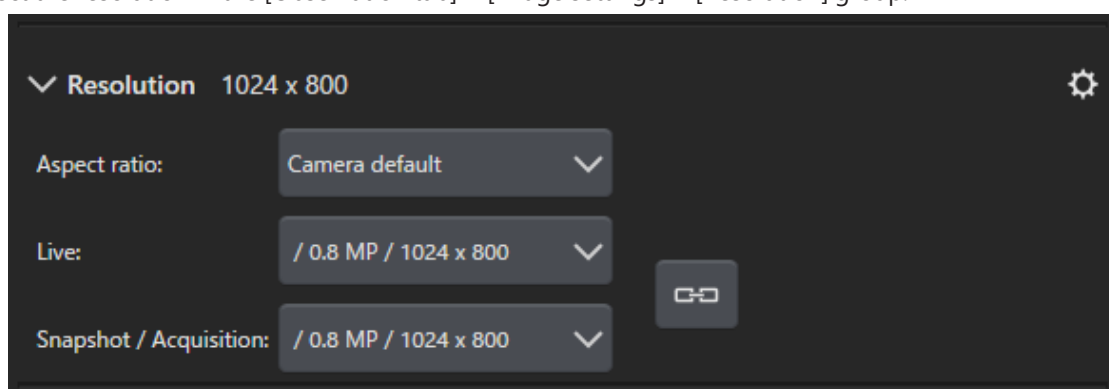 Resolution 1024 x 800
Aspect ratio: Camera default
Live: / 0.8 MP / 1024 x 800
Snapshot / Acquisition: / 0.8 MP / 1024 x 800